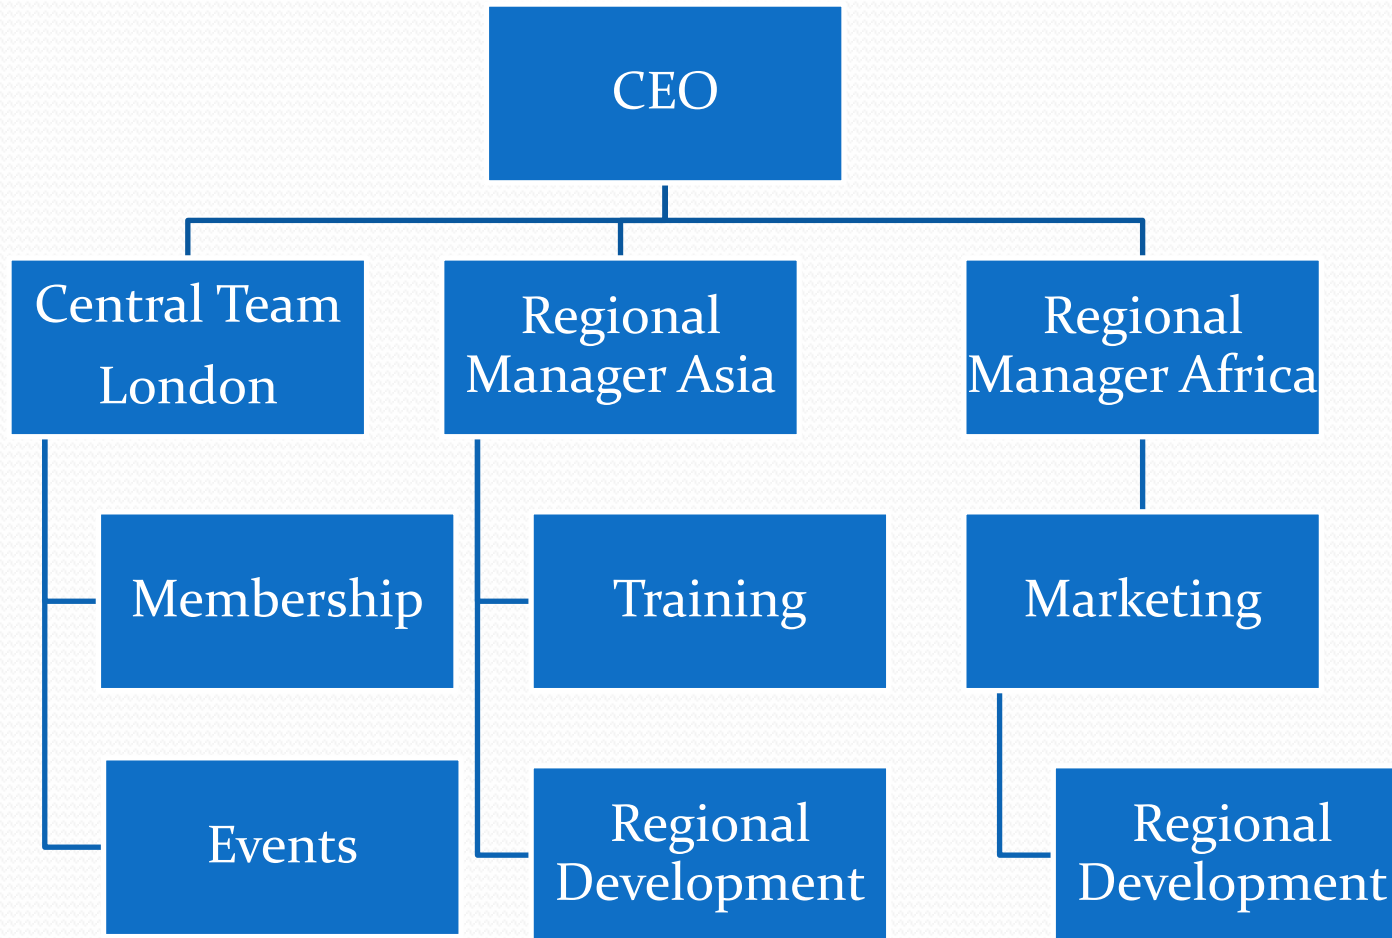 CEO
Central Team
London
Regional
Manager Asia
Regional
Manager Africa
Membership
Training
Marketing
Events
Regional
Development
Regional
Development